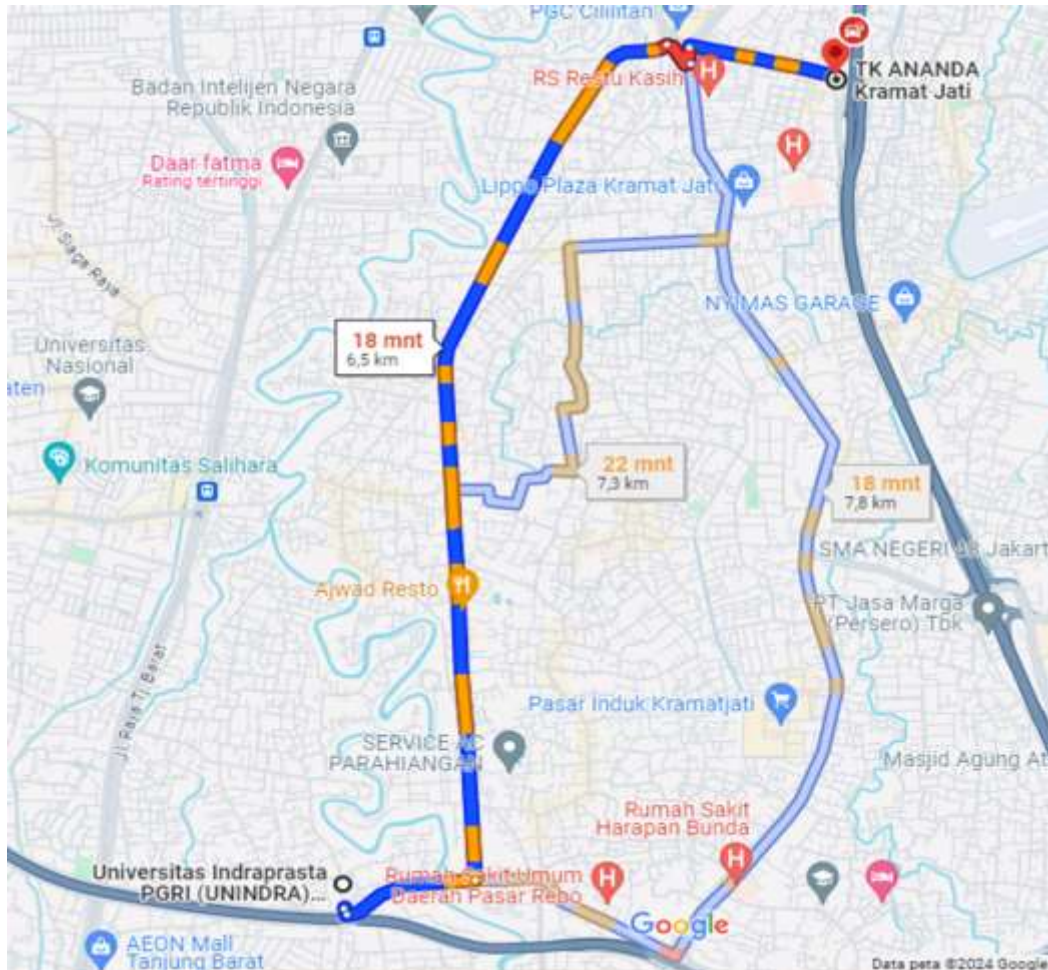 PGC Cililitan
Badan Intelijen Negara
Republik Indonesia
RS Restu Kasih
TK ANANDA
Kramat Jati
Daar fatma
Rating tertinggi
Lippo Plaza Kramat Jati
Jl. Siaga Raya
NYIMAS GARAGE
18 mnt
6,5 km
Universitas
Nasional
aten
Komunitas Salihara
22 mnt
7,3 km
18 mnt
7,8 km
SMA NEGERI 48 Jakart
Ajwad Resto
PT Jasa Marga
(Persero) Tbk
Jl. Raja Tj. Barat
Pasar Induk Kramatjati
SERVICE AC
PARAHIANGAN
Masjid Agung At
Rumah Sakit
Harapan Bunda
Universitas Indraprasta
PGRI (UNINDRA)...
Rumah Sakit Umum
Daerah Pasar Rebo
Google
AEON Mall
Tanjung Barat
Data peta ©2024 Google